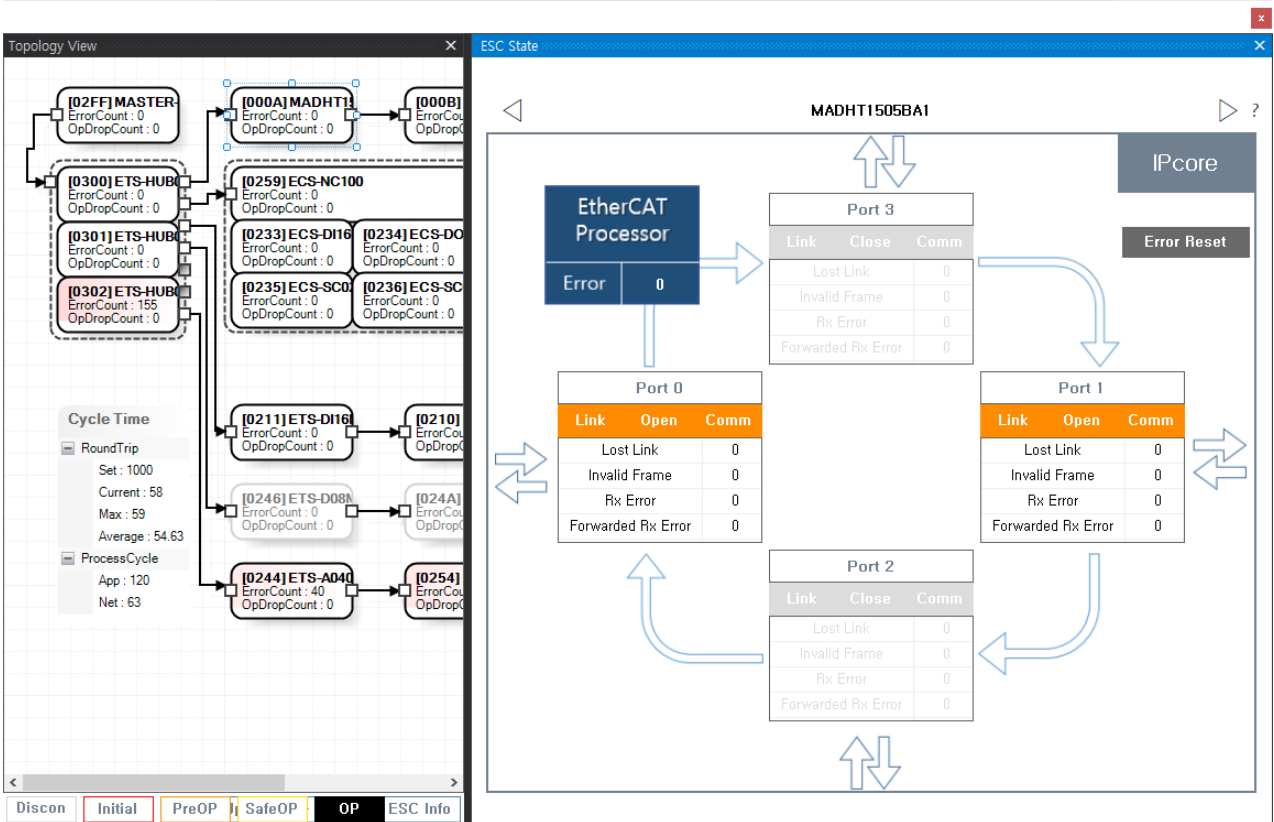 x
Topology View
ESC State
[02FF] MASTER-
ErrorCount : 0
OpDropCount : 0
[000A] MADHT1
ErrorCount : 0
OpDropCount : 0
[000B]
ErrorCou
OpDrop
[0300] ETS-HUB
ErrorCount : 0
OpDropCount : 0
[0301] ETS-HUB
ErrorCount : 0
OpDropCount : 0
[0302] ETS-HUB
ErrorCount : 155
OpDropCount : 0
[0259] ECS-NC100
ErrorCount : 0
OpDropCount : 0
[0233] ECS-DI16
ErrorCount : 0
OpDropCount : 0
[0234] ECS-DO
ErrorCount : 0
OpDropCount : 0
[0235] ECS-SC0
ErrorCount : 0
OpDropCount : 0
[0236] ECS-SC
ErrorCount : 0
OpDropCount : 0
Cycle Time
RoundTrip
Set : 1000
Current : 58
Max : 59
Average : 54.63
ProcessCycle
App : 120
Net : 63
[0211] ETS-DI16
ErrorCount : 0
OpDropCount : 0
[0210]
ErrorCou
OpDrop
[0246] ETS-D08
ErrorCount : 0
OpDropCount : 0
[024A]
ErrorCou
OpDrop
[0244] ETS-A040
ErrorCount : 40
OpDropCount : 0
[0254]
ErrorCou
OpDrop
Discon
Initial
PreOP
SafeOP
OP
ESC Info
MADHT1505BA1
?
IPcore
Error Reset
EtherCAT
Processor
Error 0
Port 3
Link Close Comm
Lost Link 0
Invalid Frame 0
Rx Error 0
Forwarded Rx Error 0
Port 0
Link Open Comm
Lost Link 0
Invalid Frame 0
Rx Error 0
Forwarded Rx Error 0
Port 1
Link Open Comm
Lost Link 0
Invalid Frame 0
Rx Error 0
Forwarded Rx Error 0
Port 2
Link Close Comm
Lost Link 0
Invalid Frame 0
Rx Error 0
Forwarded Rx Error 0